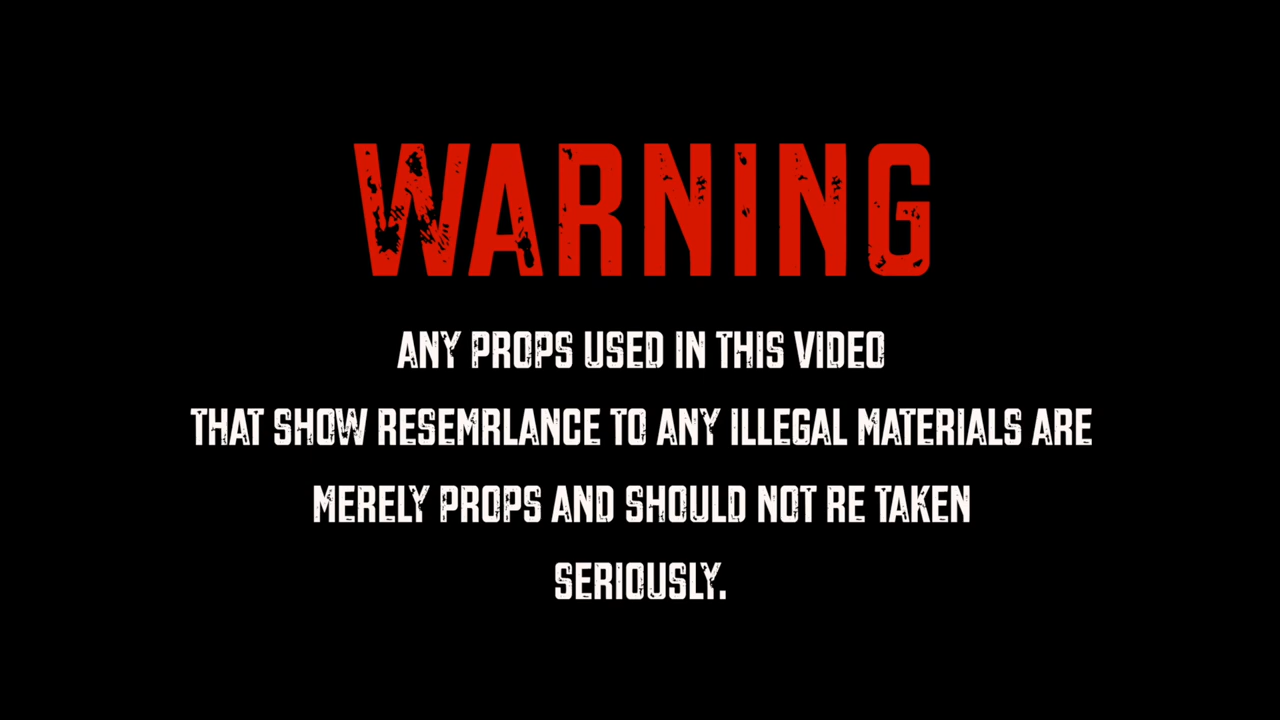 WARNING
ANY PROPS USED IN THIS VIDEO
THAT SHOW RESEMRLANCE TO ANY ILLEGAL MATERIALS ARE
MERELY PROPS AND SHOULD NOT RE TAKEN
SERIOUSLY.